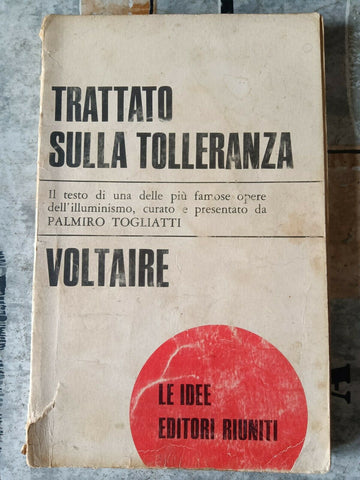 TRATTATO
SULLA TOLLERANZA
Il testo di una delle più famose opere
dell'illuminismo, curato e presentato da
PALMIRO TOGLIATTI
VOLTAIRE
LE IDEE
EDITORI RIUNITI